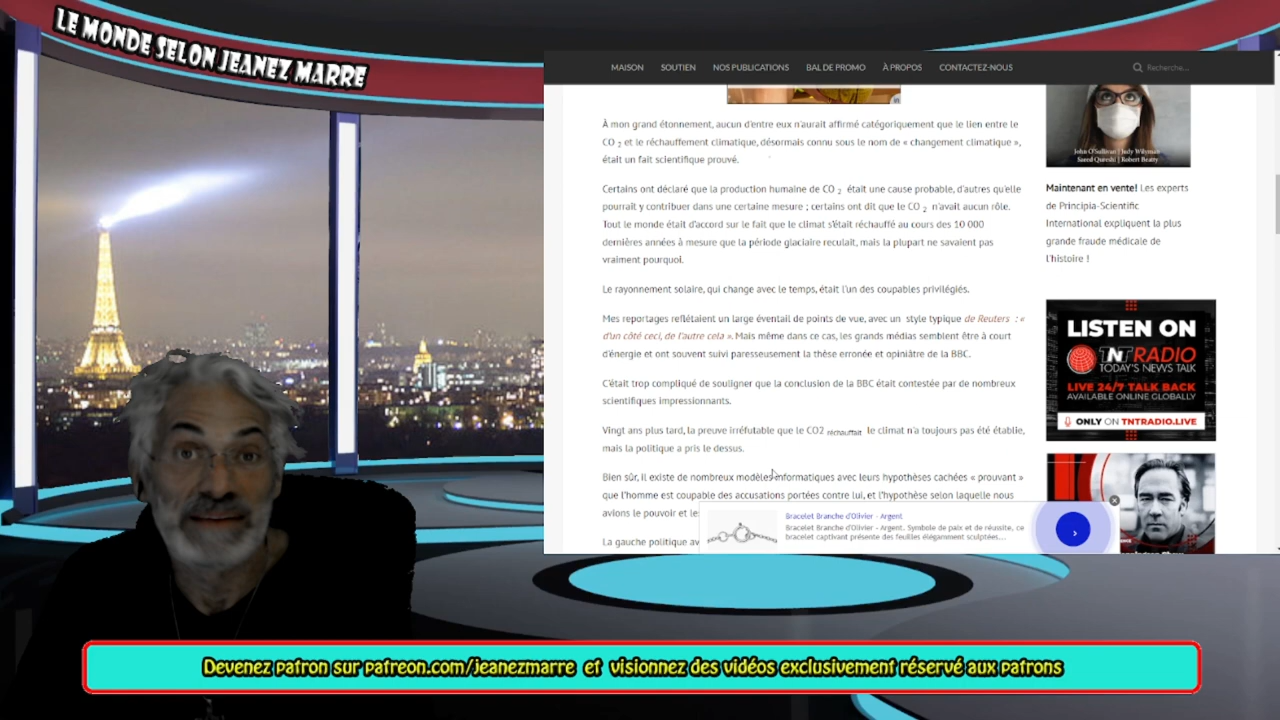 LE MONDE SELON JEANEZ MARRE
MAISON SOUTIEN NOS PUBLICATIONS BAL DE PROMO À PROPOS CONTACTEZ-NOUS Recherche...
À mon grand étonnement, aucun d'entre eux n'aurait affirmé catégoriquement que le lien entre le
CO 2 et le réchauffement climatique, désormais connu sous le nom de « changement climatique »,
était un fait scientifique prouvé.
Certains ont déclaré que la production humaine de CO 2 était une cause probable, d'autres qu'elle
pourrait y contribuer dans une certaine mesure ; certains ont dit que le CO 2 n'avait aucun rôle.
Tout le monde était d'accord sur le fait que le climat s'était réchauffé au cours des 10 000
dernières années à mesure que la période glaciaire reculait, mais la plupart ne savaient pas
vraiment pourquoi.
Le rayonnement solaire, qui change avec le temps, était l'un des coupables privilégiés.
Mes reportages reflétaient un large éventail de points de vue, avec un style typique de Reuters : «
d'un côté ceci, de l'autre cela ». Mais même dans ce cas, les grands médias semblent être à court
d'énergie et ont souvent suivi paresseusement la thèse erronée et opiniâtre de la BBC.
C'était trop compliqué de souligner que la conclusion de la BBC était contestée par de nombreux
scientifiques impressionnants.
Vingt ans plus tard, la preuve irréfutable que le CO2 réchauffait le climat n'a toujours pas été établie,
mais la politique a pris le dessus.
Bien sûr, il existe de nombreux modèles informatiques avec leurs hypothèses cachées « prouvant »
que l'homme est coupable des accusations portées contre lui, et l'hypothèse selon laquelle nous
avions le pouvoir et le
La gauche politique av
Bracelet Branche d'Olivier - Argent
Bracelet Branche d'Olivier - Argent. Symbole de paix et de réussite, ce
bracelet captivant présente des feuilles élégamment sculptées...
John O'Sullivan | Judy Wilyman
Saeed Qureshi | Robert Beatty
Maintenant en vente! Les experts
de Principia-Scientific
International expliquent la plus
grande fraude médicale de
l'histoire !
LISTEN ON
TNT RADIO
TODAY'S NEWS TALK
LIVE 24/7 TALK BACK
AVAILABLE ONLINE GLOBALLY
ONLY ON TNTRADIO.LIVE
Devenez patron sur patreon.com/jeanezmarre et visionnez des vidéos exclusivement réservé aux patrons